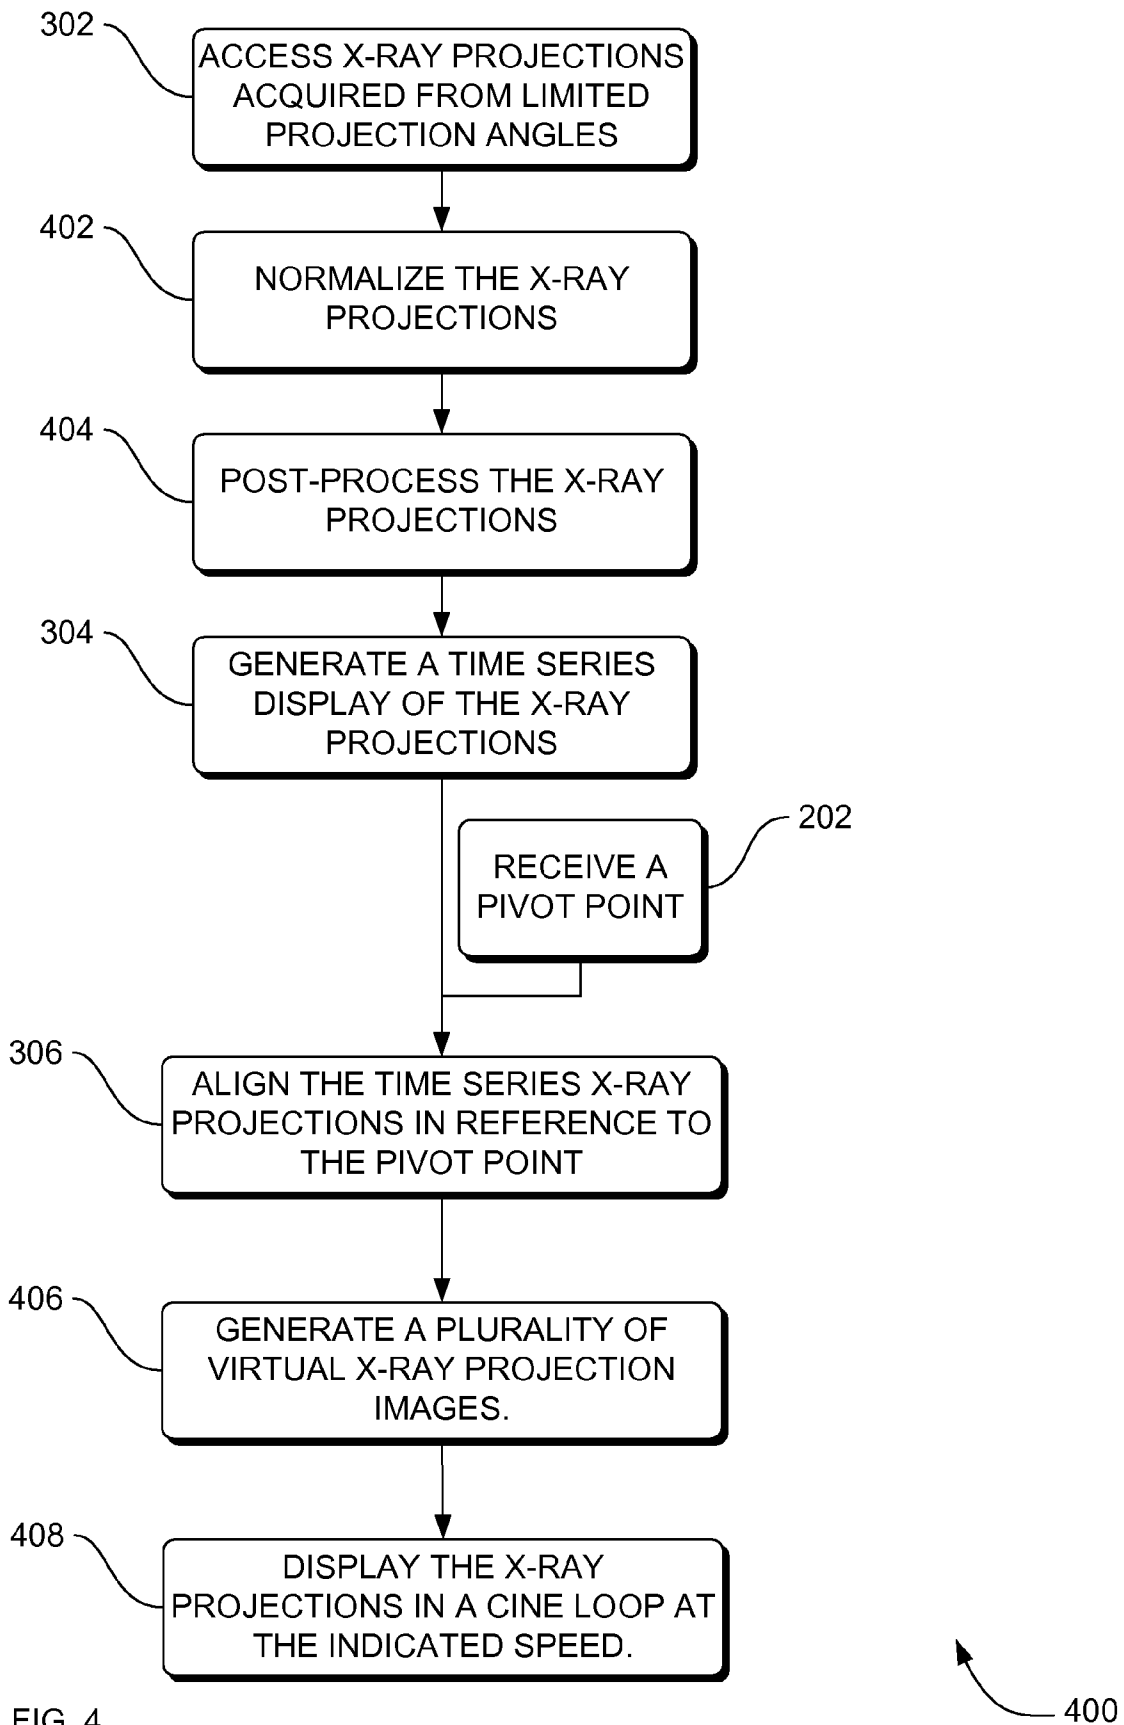 302
ACCESS X-RAY PROJECTIONS
ACQUIRED FROM LIMITED
PROJECTION ANGLES
402
NORMALIZE THE X-RAY
PROJECTIONS
404
POST-PROCESS THE X-RAY
PROJECTIONS
304
GENERATE A TIME SERIES
DISPLAY OF THE X-RAY
PROJECTIONS
202
RECEIVE A
PIVOT POINT
306
ALIGN THE TIME SERIES X-RAY
PROJECTIONS IN REFERENCE TO
THE PIVOT POINT
406
GENERATE A PLURALITY OF
VIRTUAL X-RAY PROJECTION
IMAGES.
408
DISPLAY THE X-RAY
PROJECTIONS IN A CINE LOOP AT
THE INDICATED SPEED.
400
FIG. 4